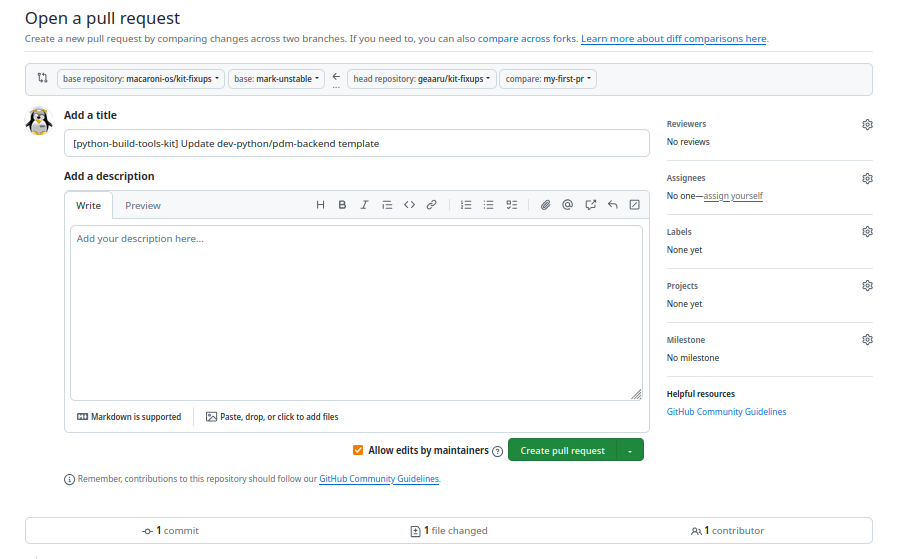 Open a pull request
Create a new pull request by comparing changes across two branches. If you need to, you can also compare across forks. Learn more about diff comparisons here.
base repository: macaroni-os/kit-fixups base: mark-unstable ... head repository: geaaru/kit-fixups compare: my-first-pr
Add a title
[python-build-tools-kit] Update dev-python/pdm-backend template
Add a description
Write Preview
Add your description here...
Markdown is supported Paste, drop, or click to add files
Allow edits by maintainers
Create pull request
Remember, contributions to this repository should follow our GitHub Community Guidelines.
Reviewers
No reviews
Assignees
No one—assign yourself
Labels
None yet
Projects
None yet
Milestone
No milestone
Helpful resources
GitHub Community Guidelines
1 commit 1 file changed 1 contributor